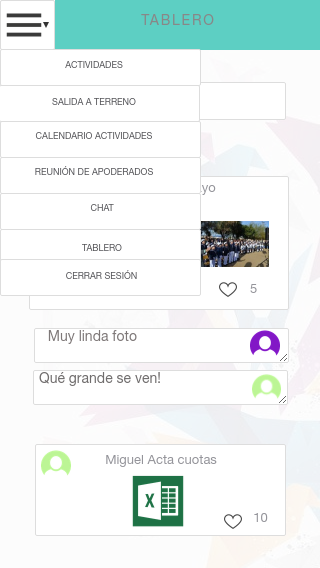 TABLERO
ACTIVIDADES
SALIDA A TERRENO
CALENDARIO ACTIVIDADES
REUNIÓN DE APODERADOS
CHAT
TABLERO
CERRAR SESIÓN
5
Muy linda foto
Qué grande se ven!
Miguel Acta cuotas
X
10